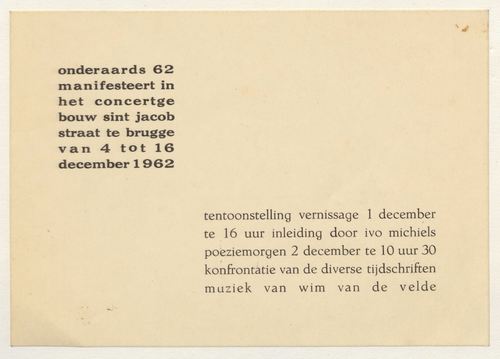 onderaards 62
manifesteert in
het concertge
bouw sint jacob
straat te brugge
van 4 tot 16
december 1962
tentoonstelling vernissage 1 december
te 16 uur inleiding door ivo michiels
poeziemorgen 2 december te 10 uur 30
konfrontatie van de diverse tijdschriften
muziek van wim van de velde